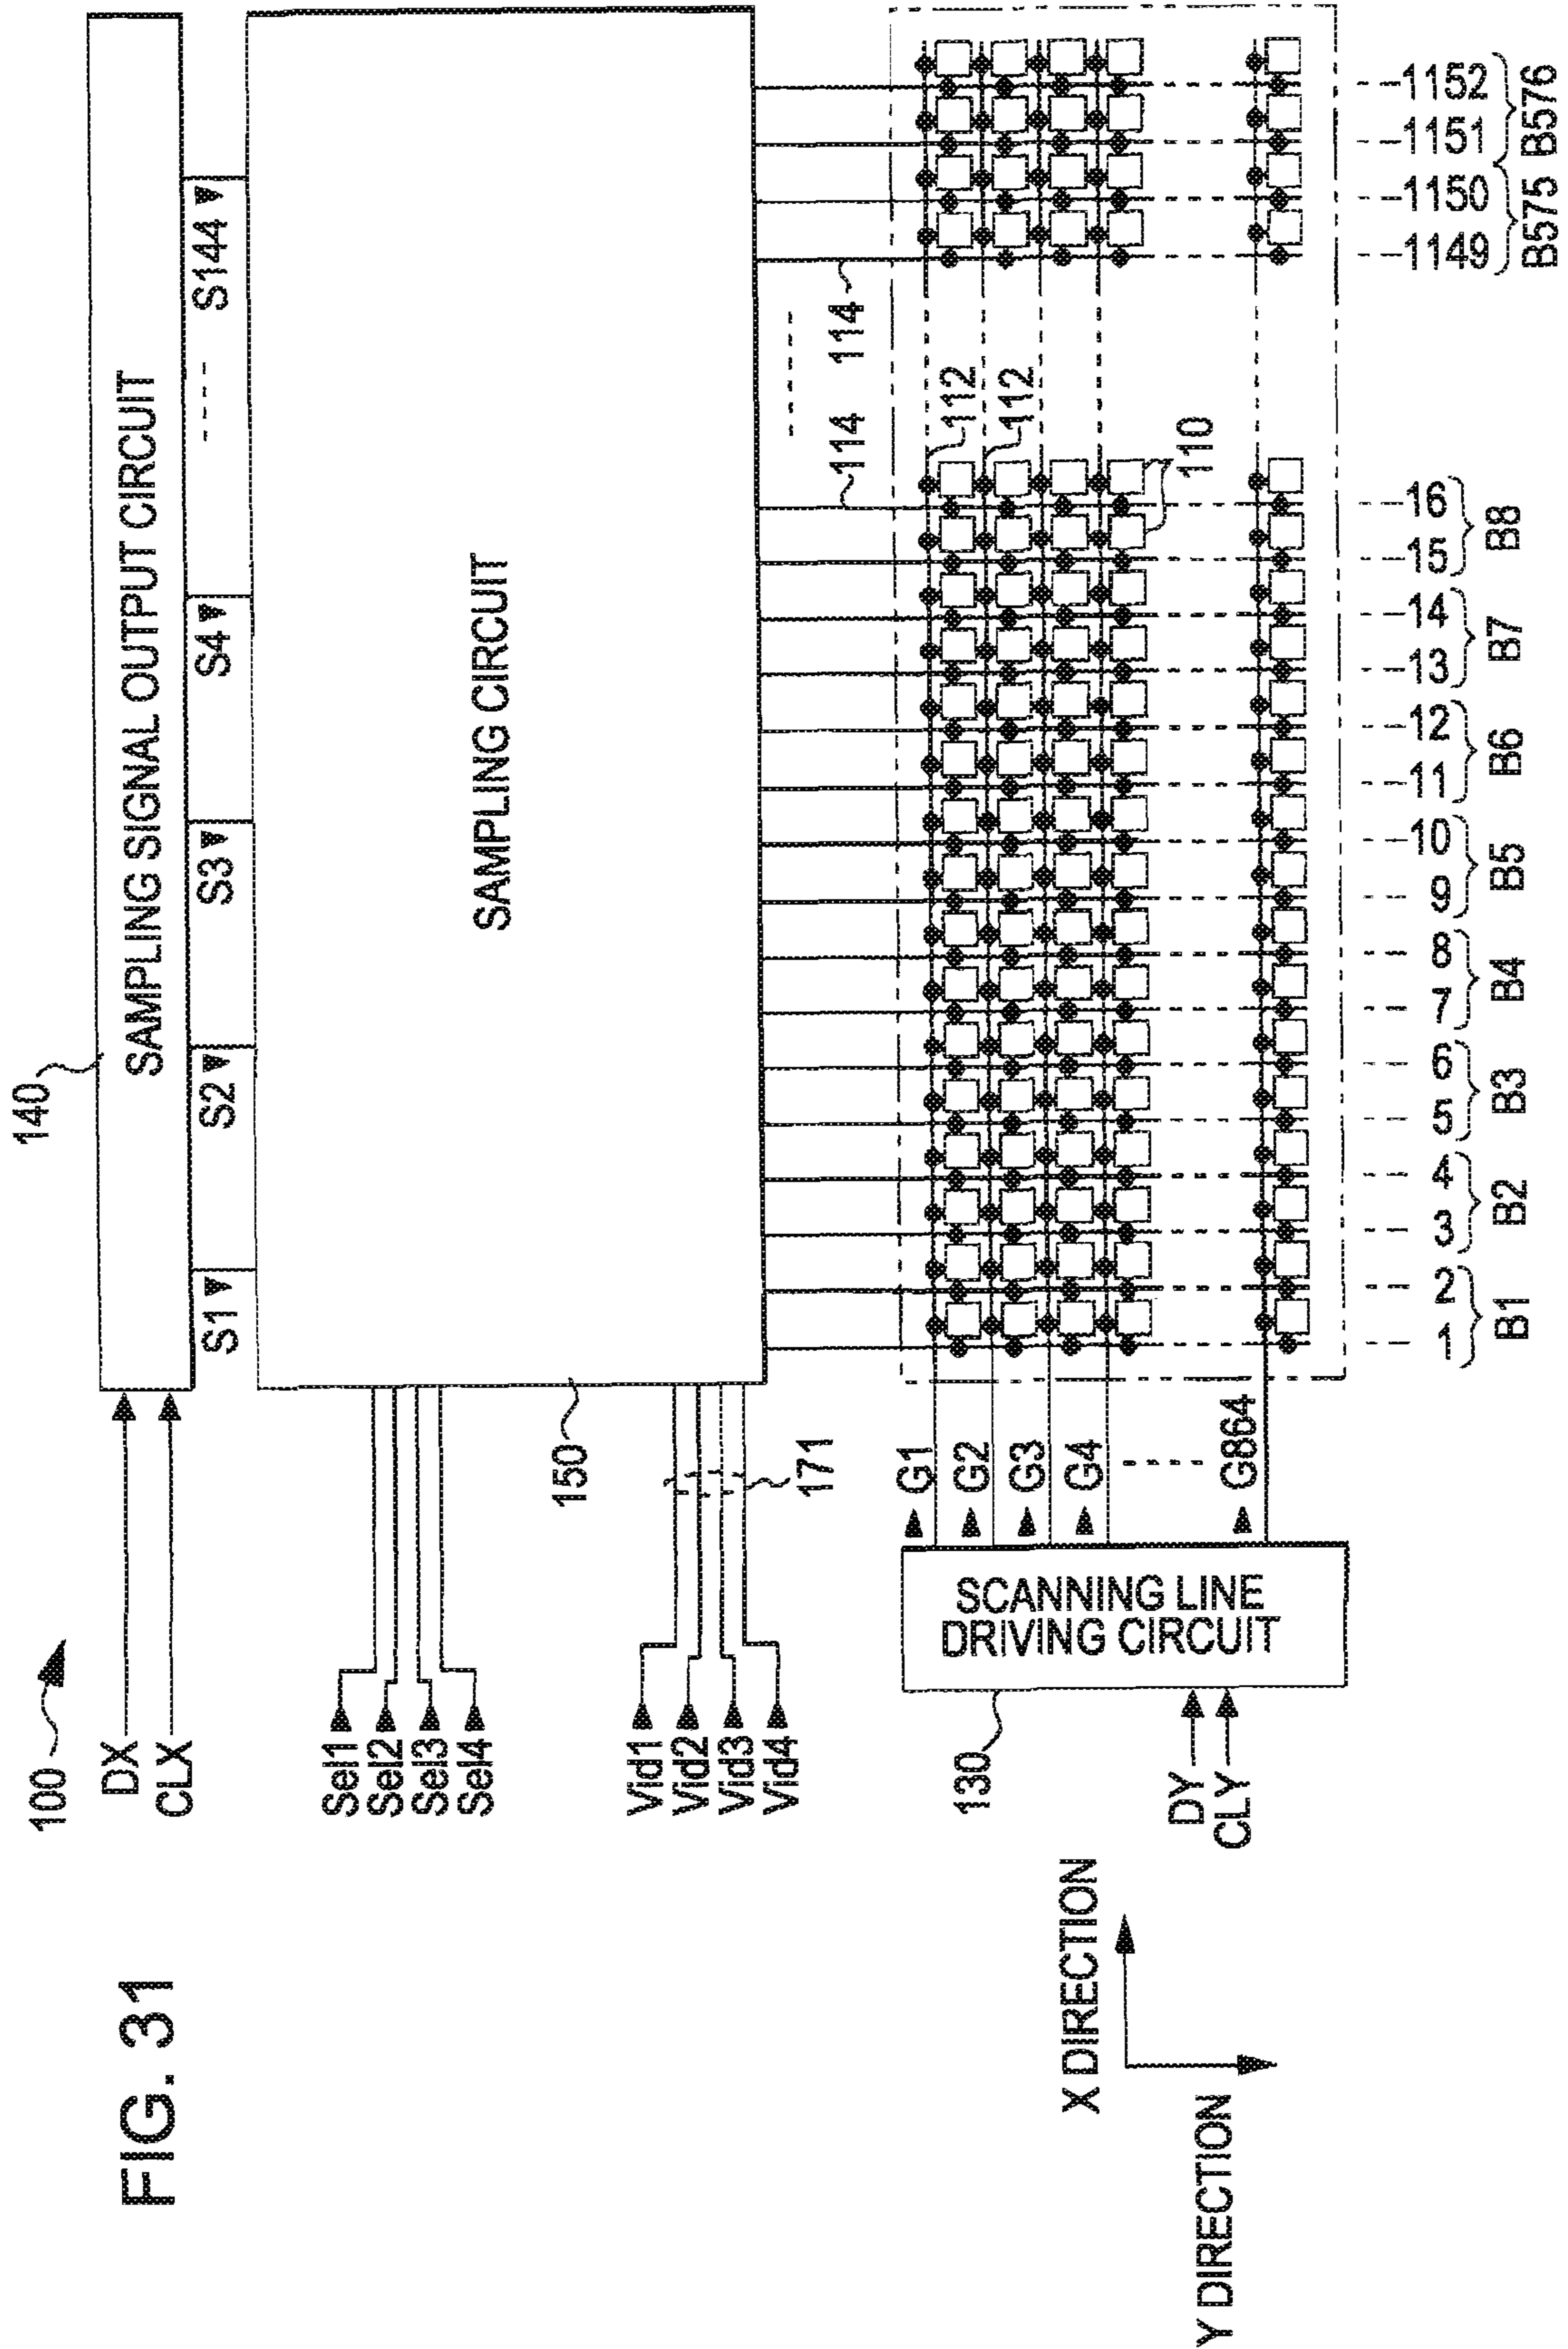 FIG. 31
100
DX
CLX
140
SAMPLING SIGNAL OUTPUT CIRCUIT
S1 S2 S3 S4 ---- S144
Sel1
Sel2
Sel3
Sel4
SAMPLING CIRCUIT
150
Vid1
Vid2
Vid3
Vid4
171
114 114
X DIRECTION
Y DIRECTION
130
SCANNING LINE
DRIVING CIRCUIT
DY
CLY
G1
G2
G3
G4
G864
112
112
110
1 2 3 4 5 6 7 8 9 10 11 12 13 14 15 16 1149 1150 1151 1152
B1 B2 B3 B4 B5 B6 B7 B8 B575 B576